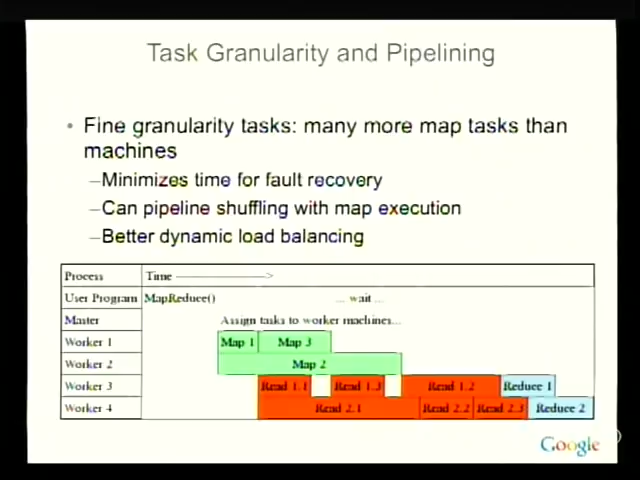 Task Granularity and Pipelining
• Fine granularity tasks: many more map tasks than
machines
–Minimizes time for fault recovery
–Can pipeline shuffling with map execution
–Better dynamic load balancing
Process Time ---------------->
User Program MapReduce() ... wait ...
Master Assign tasks to worker machines...
Worker 1 Map 1 Map 3
Worker 2 Map 2
Worker 3 Read 1.1 Read 1.3 Read 1.2 Reduce 1
Worker 4 Read 2.1 Read 2.2 Read 2.3 Reduce 2
Google